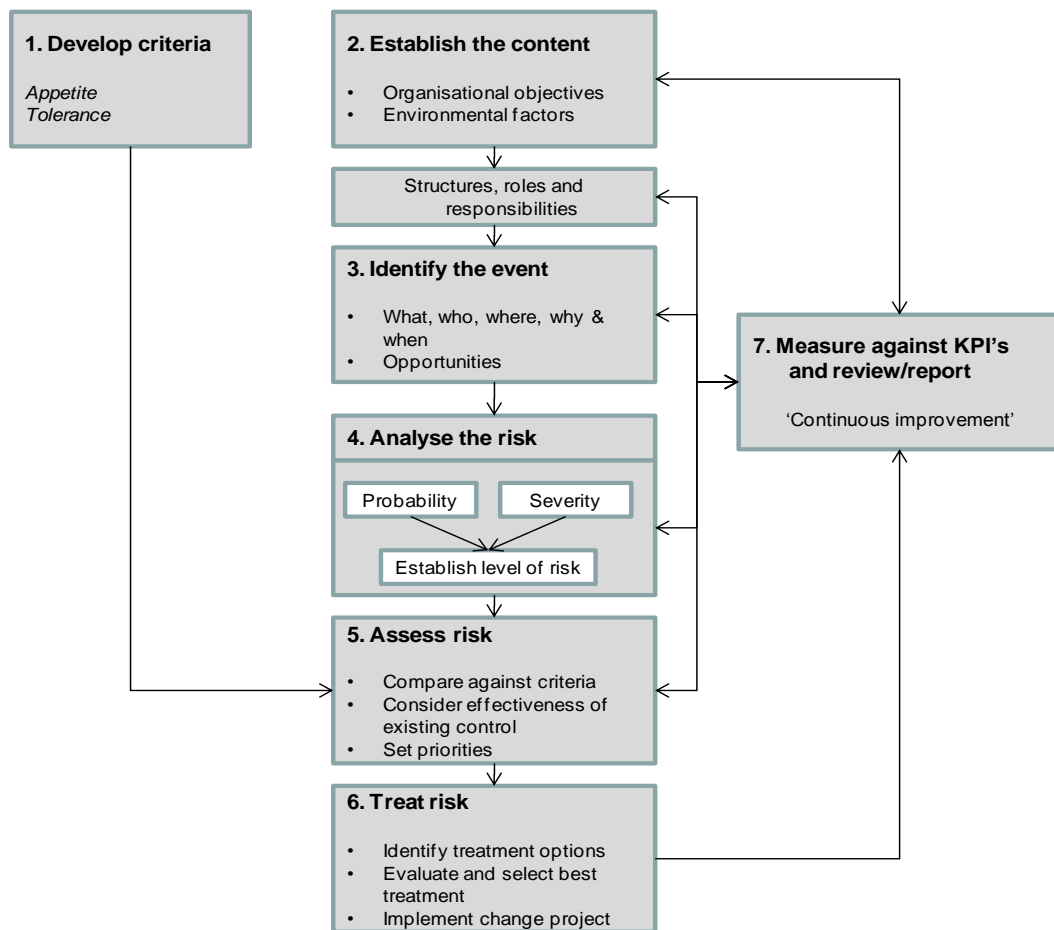 1. Develop criteria
Appetite
Tolerance
2. Establish the content
• Organisational objectives
• Environmental factors
Structures, roles and
responsibilities
3. Identify the event
• What, who, where, why &
when
• Opportunities
4. Analyse the risk
Probability
Severity
Establish level of risk
5. Assess risk
• Compare against criteria
• Consider effectiveness of
existing control
• Set priorities
6. Treat risk
• Identify treatment options
• Evaluate and select best
treatment
• Implement change project
7. Measure against KPI's
and review/report
‘Continuous improvement’